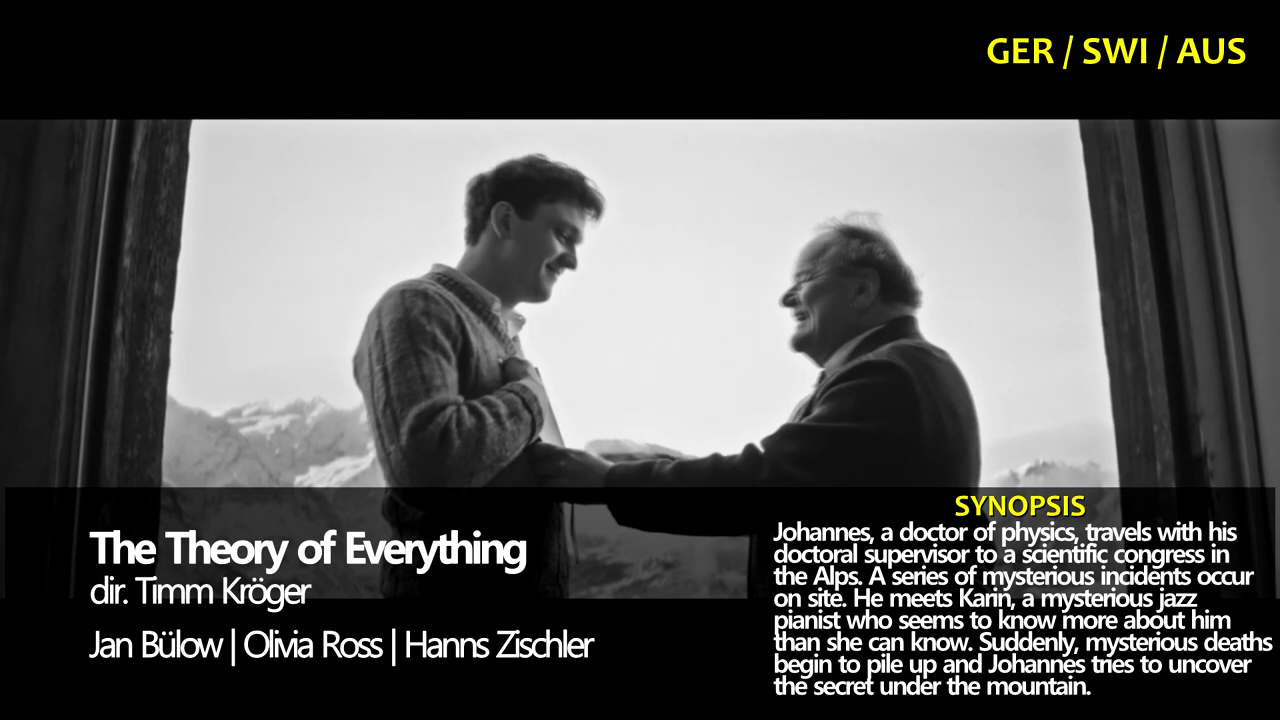 GER / SWI / AUS
The Theory of Everything
dir. Timm Kröger
Jan Bülow | Olivia Ross | Hanns Zischler
SYNOPSIS
Johannes, a doctor of physics, travels with his
doctoral supervisor to a scientific congress in
the Alps. A series of mysterious incidents occur
on site. He meets Karin, a mysterious jazz
pianist who seems to know more about him
than she can know. Suddenly, mysterious deaths
begin to pile up and Johannes tries to uncover
the secret under the mountain.